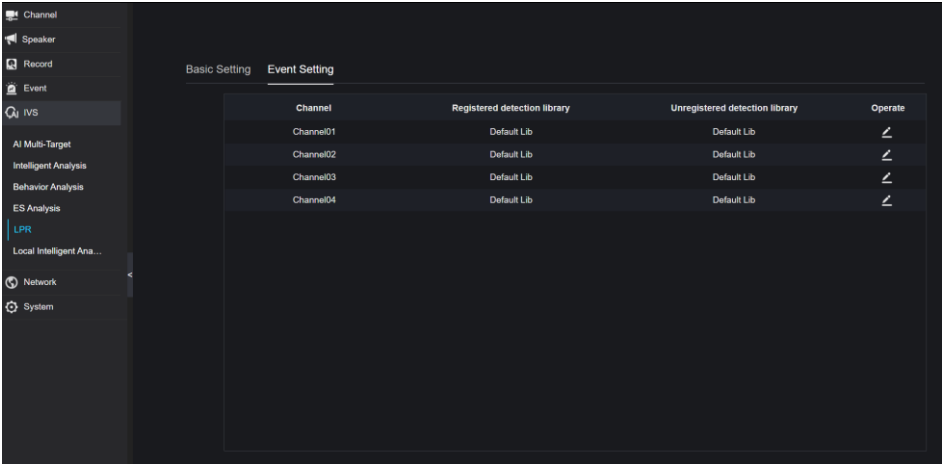 Channel
Speaker
Record
Event
IVS
AI Multi-Target
Intelligent Analysis
Behavior Analysis
ES Analysis
LPR
Local Intelligent Ana...
Network
System
<
Basic Setting Event Setting
Channel Registered detection library Unregistered detection library Operate
Channel01 Default Lib Default Lib
Channel02 Default Lib Default Lib
Channel03 Default Lib Default Lib
Channel04 Default Lib Default Lib